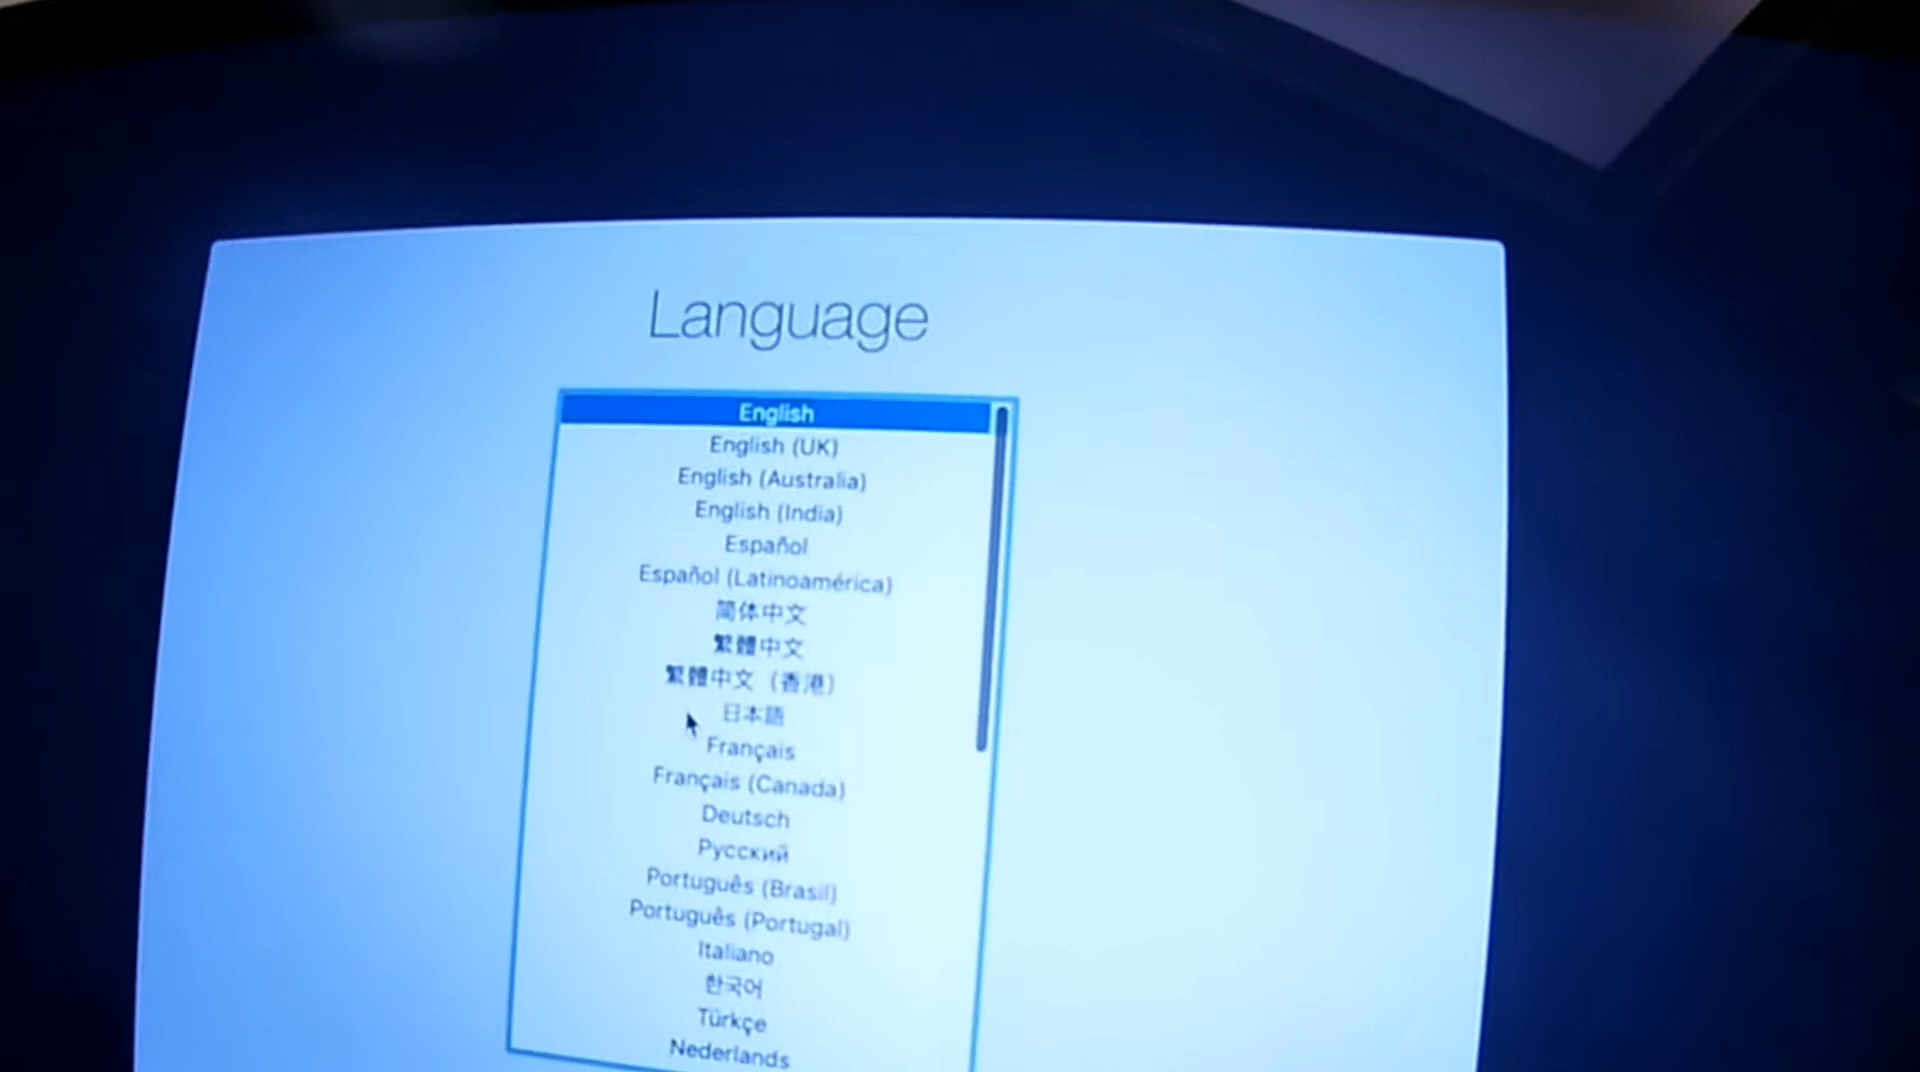 Language
English
English (UK)
English (Australia)
English (India)
Español
Español (Latinoamérica)
简体中文
繁體中文
繁體中文（香港）
日本語
Français
Français (Canada)
Deutsch
Русский
Português (Brasil)
Português (Portugal)
Italiano
한국어
Türkçe
Nederlands